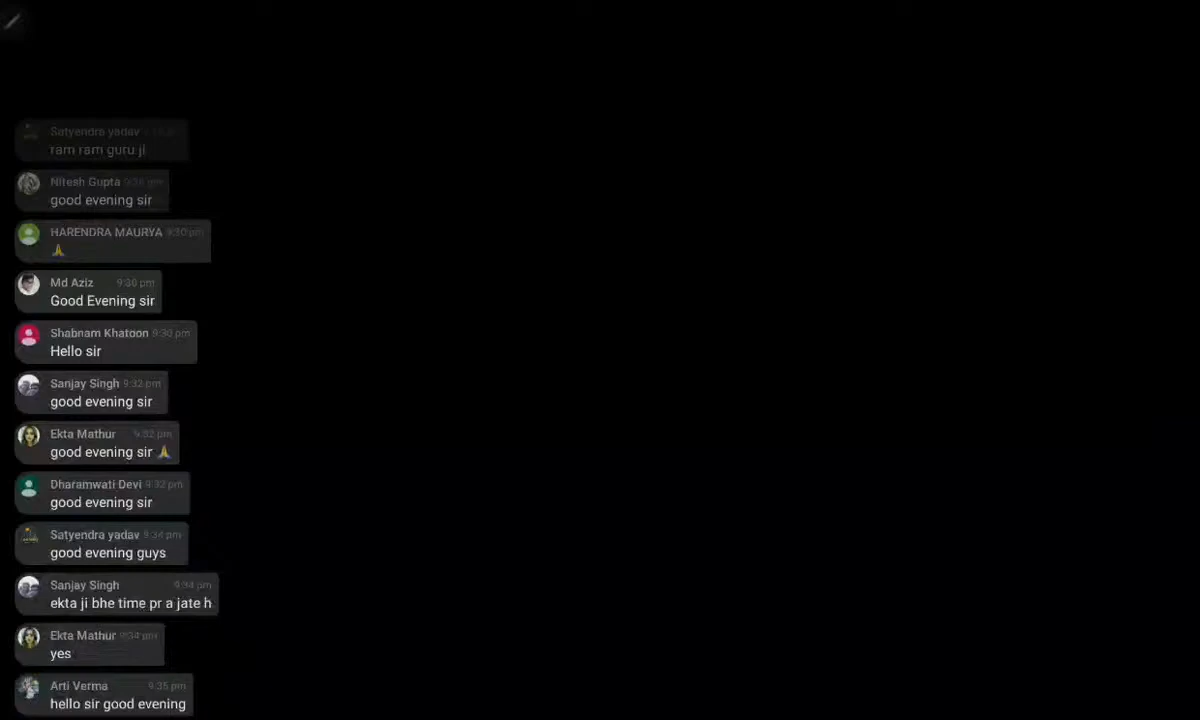 Satyendra yadav
ram ram guru ji
Nitesh Gupta
good evening sir
HARENDRA MAURYA 9:30 pm
🙏
Md Aziz 9:30 pm
Good Evening sir
Shabnam Khatoon 9:30 pm
Hello sir
Sanjay Singh 9:32 pm
good evening sir
Ekta Mathur 9:32 pm
good evening sir 🙏
Dharamwati Devi 9:32 pm
good evening sir
Satyendra yadav 9:34 pm
good evening guys
Sanjay Singh 9:34 pm
ekta ji bhe time pr a jate h
Ekta Mathur 9:34 pm
yes
Arti Verma 9:35 pm
hello sir good evening